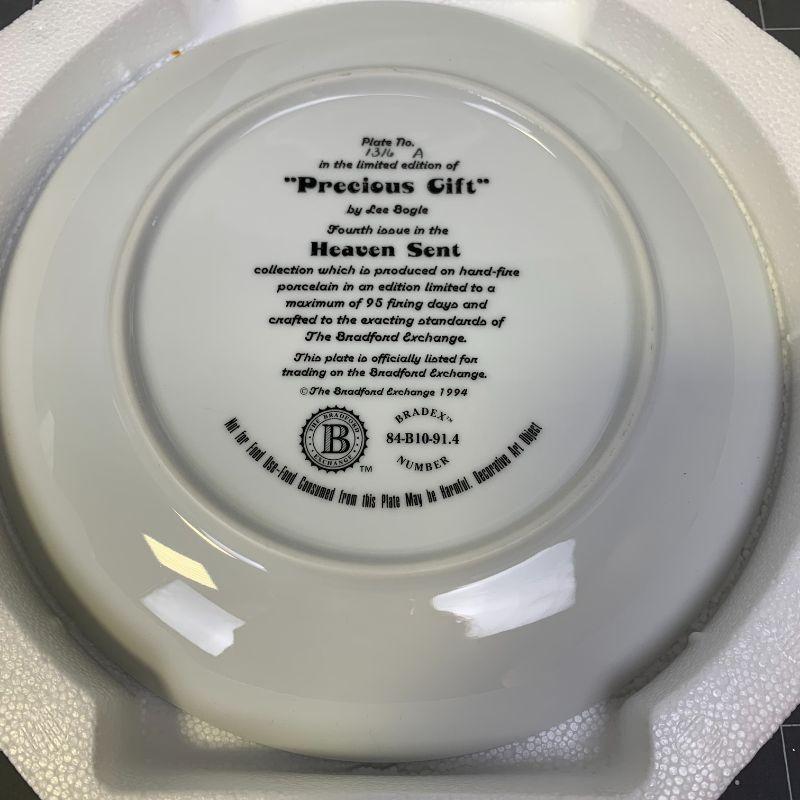 Plate No.
1316 A
in the limited edition of
"Precious Gift"
by Lee Bogle
Fourth issue in the
Heaven Sent
collection which is produced on hard-fire
porcelain in an edition limited to a
maximum of 95 firing days and
crafted to the exacting standards of
The Bradford Exchange.
This plate is officially listed for
trading on the Bradford Exchange.
©The Bradford Exchange 1994
THE BRADFORD
B
EXCHANGE
TM
BRADEX™
84-B10-91.4
NUMBER
Not for Food Use-Food Consumed from this Plate May be Harmful. Decorative Art Object